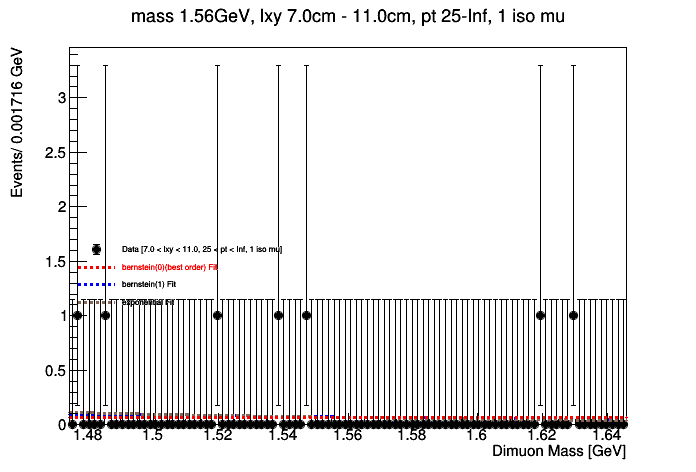 mass 1.56GeV, lxy 7.0cm - 11.0cm, pt 25-Inf, 1 iso mu
Events/ 0.001716 GeV
3
2.5
2
1.5
1
0.5
0
Data [7.0 < lxy < 11.0, 25 < pt < Inf, 1 iso mu]
bernstein(0)(best order) Fit
bernstein(1) Fit
exponential Fit
1.48 1.5 1.52 1.54 1.56 1.58 1.6 1.62 1.64
Dimuon Mass [GeV]